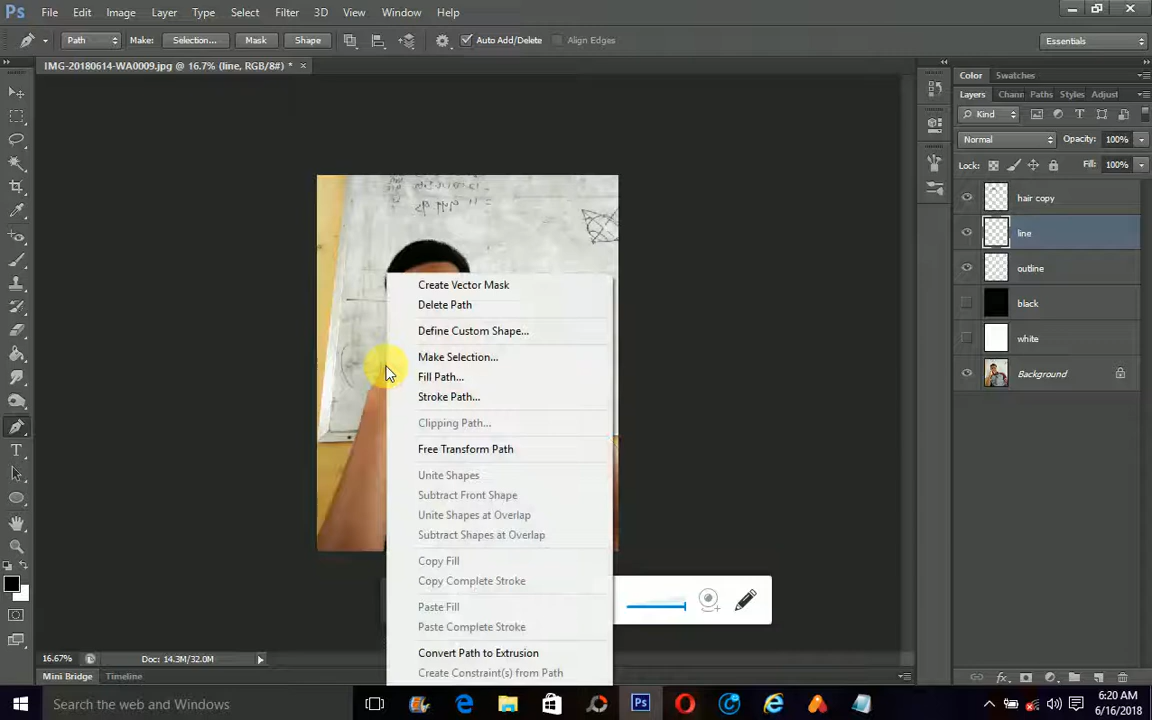 Ps File Edit Image Layer Type Select Filter 3D View Window Help
Path Make: Selection... Mask Shape Auto Add/Delete Align Edges Essentials
IMG-20180614-WA0009.jpg @ 16.7% (line, RGB/8#) *
Color Swatches
Layers Chann Paths Styles Adjust
Kind
Normal Opacity: 100%
Lock: Fill: 100%
hair copy
line
outline
black
white
Background
Create Vector Mask
Delete Path
Define Custom Shape...
Make Selection...
Fill Path...
Stroke Path...
Clipping Path...
Free Transform Path
Unite Shapes
Subtract Front Shape
Unite Shapes at Overlap
Subtract Shapes at Overlap
Copy Fill
Copy Complete Stroke
Paste Fill
Paste Complete Stroke
Convert Path to Extrusion
Create Constraint(s) from Path
16.67% Doc: 14.3M/32.0M
Mini Bridge Timeline
Search the web and Windows
Ps
6:20 AM
6/16/2018